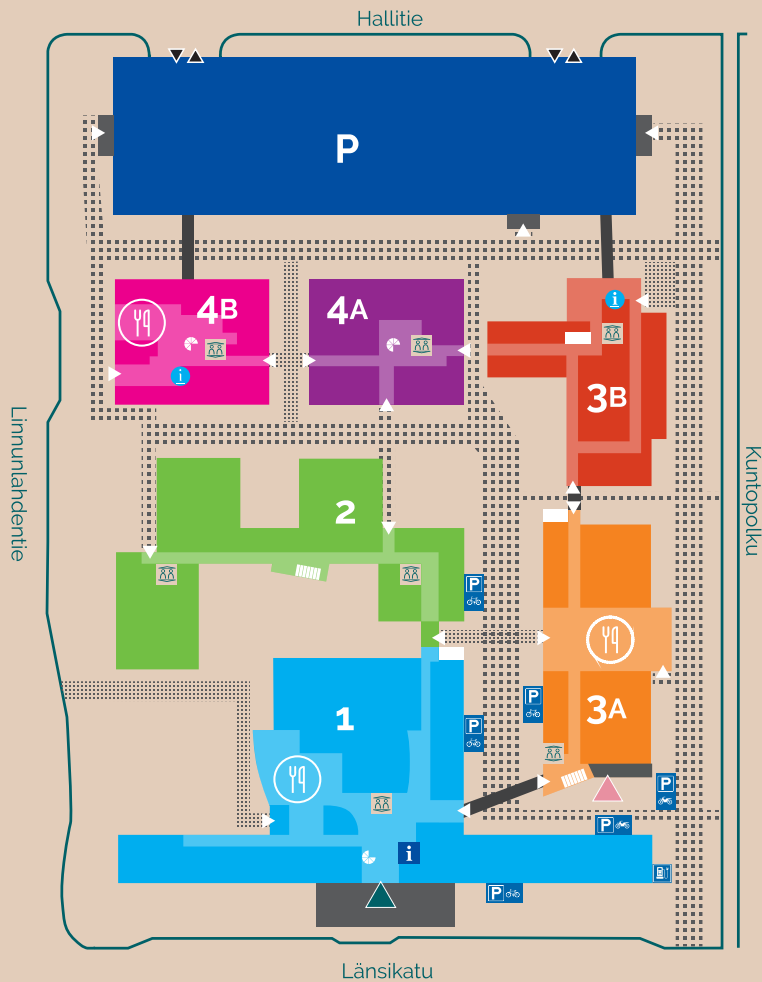 Hallitie
P
4B
4A
i
i
3B
Linnunlahdentie
Kuntopolku
2
P
3A
1
P
P
P
P
i
P
Länsikatu